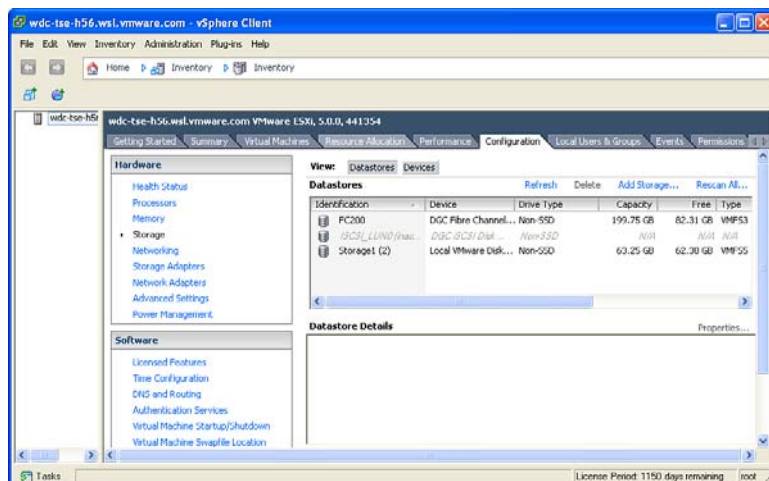 wdc-tse-h56.wsl.vmware.com - vSphere Client
File Edit View Inventory Administration Plug-ins Help
Home Inventory Inventory
wdc-tse-h5
wdc-tse-h56.wsl.vmware.com VMware ESXi, 5.0.0, 441354
Getting Started Summary Virtual Machines Resource Allocation Performance Configuration Local Users & Groups Events Permissions
Hardware
Health Status
Processors
Memory
Storage
Networking
Storage Adapters
Network Adapters
Advanced Settings
Power Management
Software
Licensed Features
Time Configuration
DNS and Routing
Authentication Services
Virtual Machine Startup/Shutdown
Virtual Machine Swapfile Location
View: Datastores Devices
Datastores Refresh Delete Add Storage... Rescan All...
Identification Device Drive Type Capacity Free Type
FC200 DGC Fibre Channel... Non-SSD 199.75 GB 82.31 GB VMFS3
iSCSI_LUN0 (inac... DGC iSCSI Disk ... Non-SSD N/A N/A N/A
Storage1 (2) Local VMware Disk... Non-SSD 63.25 GB 62.30 GB VMFS5
Datastore Details Properties...
Tasks License Period: 1150 days remaining root